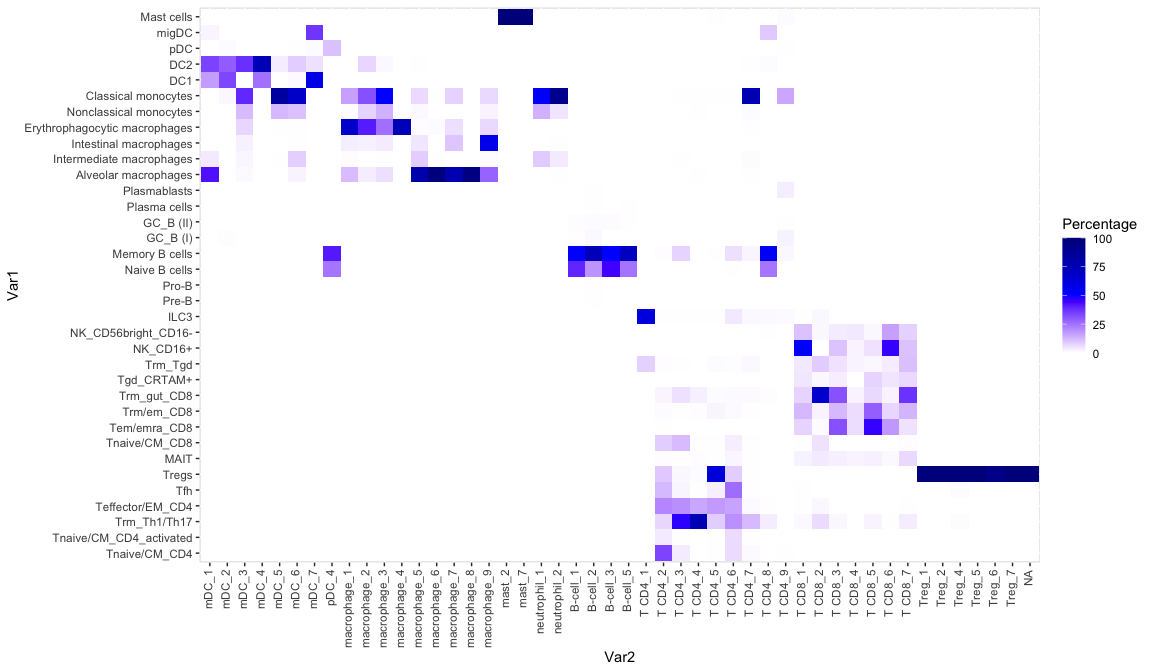 Var1
Mast cells
migDC
pDC
DC2
DC1
Classical monocytes
Nonclassical monocytes
Erythrophagocytic macrophages
Intestinal macrophages
Intermediate macrophages
Alveolar macrophages
Plasmablasts
Plasma cells
GC_B (II)
GC_B (I)
Memory B cells
Naive B cells
Pro-B
Pre-B
ILC3
NK_CD56bright_CD16-
NK_CD16+
Trm_Tgd
Tgd_CRTAM+
Trm_gut_CD8
Trm/em_CD8
Tem/emra_CD8
Tnaive/CM_CD8
MAIT
Tregs
Tfh
Teffector/EM_CD4
Trm_Th1/Th17
Tnaive/CM_CD4_activated
Tnaive/CM_CD4
mDC_1
mDC_2
mDC_3
mDC_4
mDC_5
mDC_6
mDC_7
pDC_4
macrophage_1
macrophage_2
macrophage_3
macrophage_4
macrophage_5
macrophage_6
macrophage_7
macrophage_8
macrophage_9
mast_2
mast_7
neutrophil_1
neutrophil_2
B-cell_1
B-cell_2
B-cell_3
B-cell_5
T CD4_1
T CD4_2
T CD4_3
T CD4_4
T CD4_5
T CD4_6
T CD4_7
T CD4_8
T CD4_9
T CD8_1
T CD8_2
T CD8_3
T CD8_4
T CD8_5
T CD8_6
T CD8_7
Treg_1
Treg_2
Treg_4
Treg_5
Treg_6
Treg_7
NA
Var2
Percentage
100
75
50
25
0